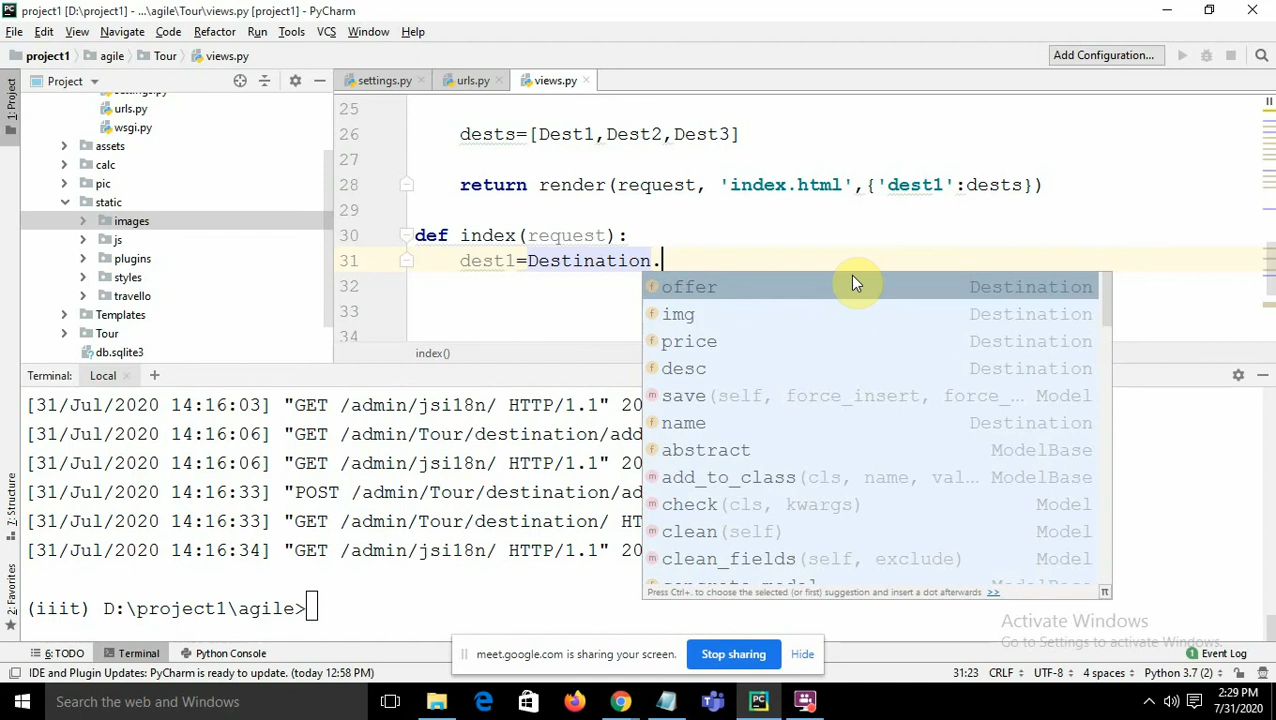 project1 [D:\project1] - ...\agile\Tour\views.py [project1] - PyCharm
File Edit View Navigate Code Refactor Run Tools VCS Window Help
project1 agile Tour views.py Add Configuration...
1: Project
Project
settings.py urls.py views.py
urls.py
wsgi.py
assets
calc
pic
static
images
js
plugins
styles
travello
Templates
Tour
db.sqlite3
25
26 dests=[Dest1,Dest2,Dest3]
27
28 return render(request, 'index.html',{'dest1':dests})
29
30 def index(request):
31 dest1=Destination.
32
33
34
index()
offer Destination
img Destination
price Destination
desc Destination
save(self, force_insert, force_... Model
name Destination
abstract ModelBase
add_to_class(cls, name, val... ModelBase
check(cls, kwargs) Model
clean(self) Model
clean_fields(self, exclude) Model
Press Ctrl+. to choose the selected (or first) suggestion and insert a dot afterwards >>
π
Terminal: Local +
[31/Jul/2020 14:16:03] "GET /admin/jsi18n/ HTTP/1.1" 20
[31/Jul/2020 14:16:06] "GET /admin/Tour/destination/add
[31/Jul/2020 14:16:06] "GET /admin/jsi18n/ HTTP/1.1" 20
[31/Jul/2020 14:16:33] "POST /admin/Tour/destination/ad
[31/Jul/2020 14:16:33] "GET /admin/Tour/destination/ HT
[31/Jul/2020 14:16:34] "GET /admin/jsi18n/ HTTP/1.1" 20
(iiit) D:\project1\agile>
7: Structure
2: Favorites
Activate Windows
Go to Settings to activate Windows.
meet.google.com is sharing your screen. Stop sharing Hide
6: TODO Terminal Python Console 1 Event Log
IDE and Plugin Updates: PyCharm is ready to update. (today 12:58 PM) 31:23 CRLF UTF-8 4 spaces Python 3.7 (2)
Search the web and Windows
2:29 PM
7/31/2020